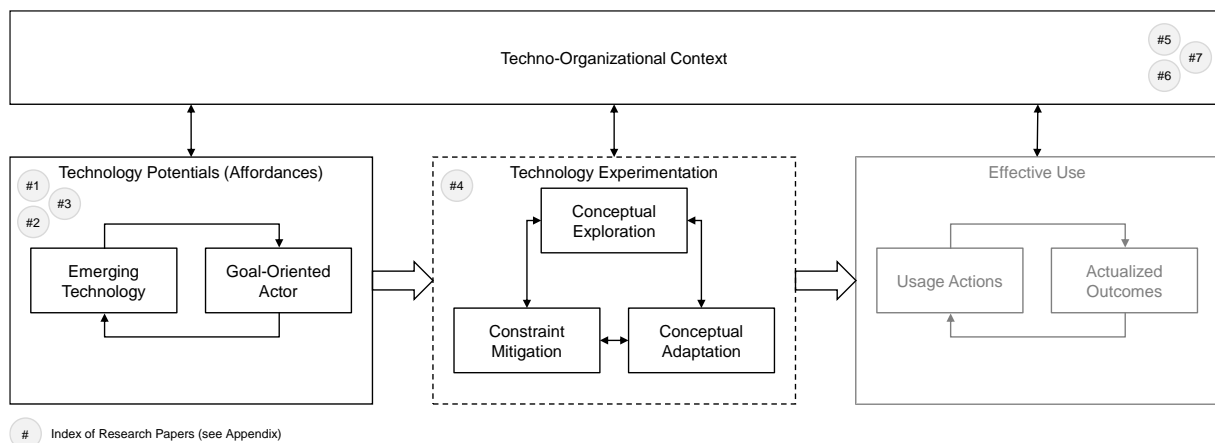 Techno-Organizational Context
#5
#7
#6
Technology Potentials (Affordances)
#1
#3
#2
Emerging
Technology
Goal-Oriented
Actor
Technology Experimentation
#4
Conceptual
Exploration
Constraint
Mitigation
Conceptual
Adaptation
Effective Use
Usage Actions
Actualized
Outcomes
# Index of Research Papers (see Appendix)